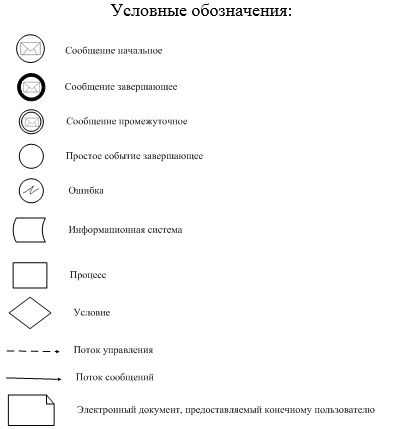 Условные обозначения:
Сообщение начальное
Сообщение завершающее
Сообщение промежуточное
Простое событие завершающее
Ошибка
Информационная система
Процесс
Условие
Поток управления
Поток сообщений
Электронный документ, предоставляемый конечному пользователю